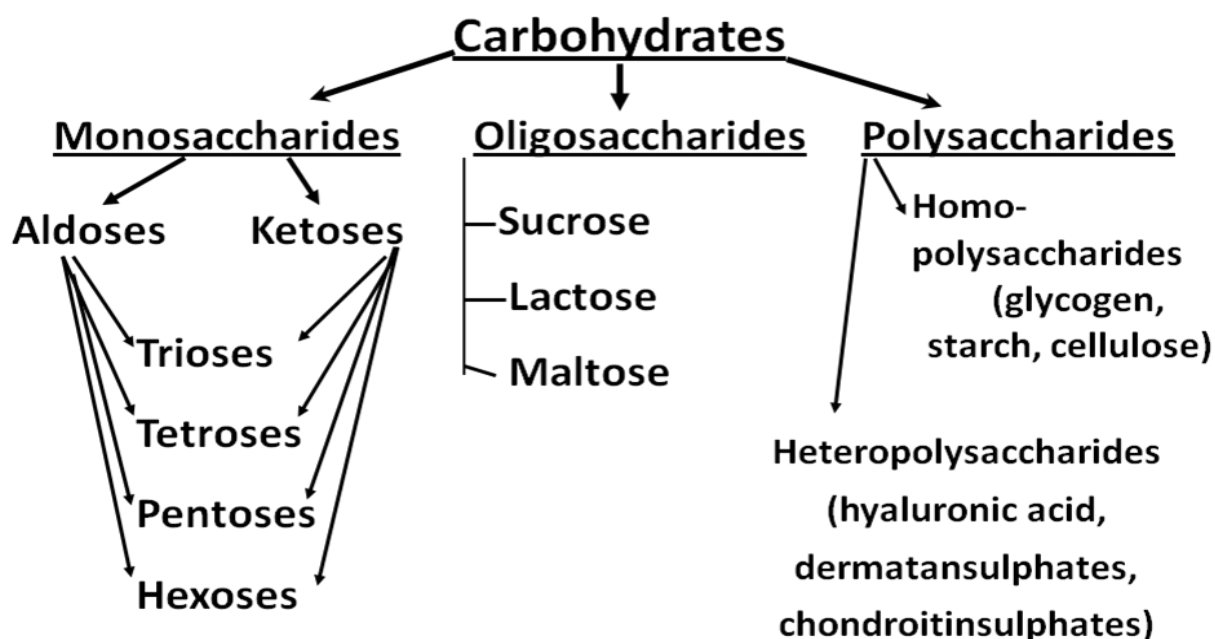 Carbohydrates
Monosaccharides
Oligosaccharides
Polysaccharides
Aldoses
Ketoses
Trioses
Tetroses
Pentoses
Hexoses
Sucrose
Lactose
Maltose
Homo-
polysaccharides
(glycogen,
starch, cellulose)
Heteropolysaccharides
(hyaluronic acid,
dermatansulphates,
chondroitinsulphates)